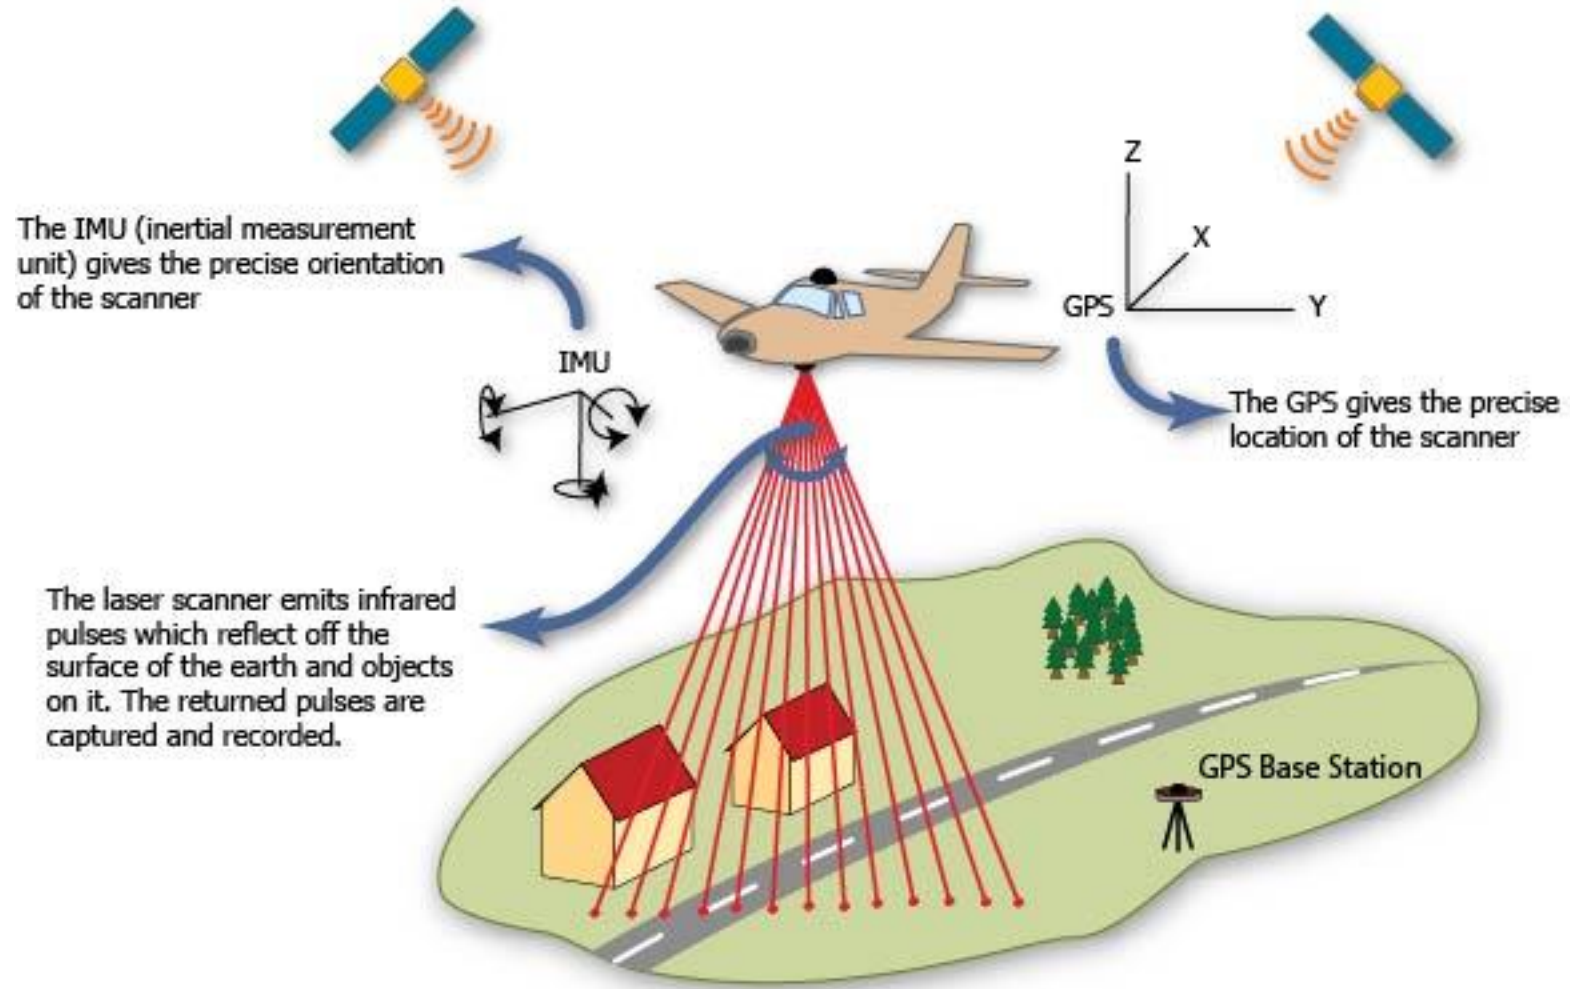 The IMU (inertial measurement
unit) gives the precise orientation
of the scanner
IMU
Z
X
GPS
Y
The GPS gives the precise
location of the scanner
The laser scanner emits infrared
pulses which reflect off the
surface of the earth and objects
on it. The returned pulses are
captured and recorded.
GPS Base Station